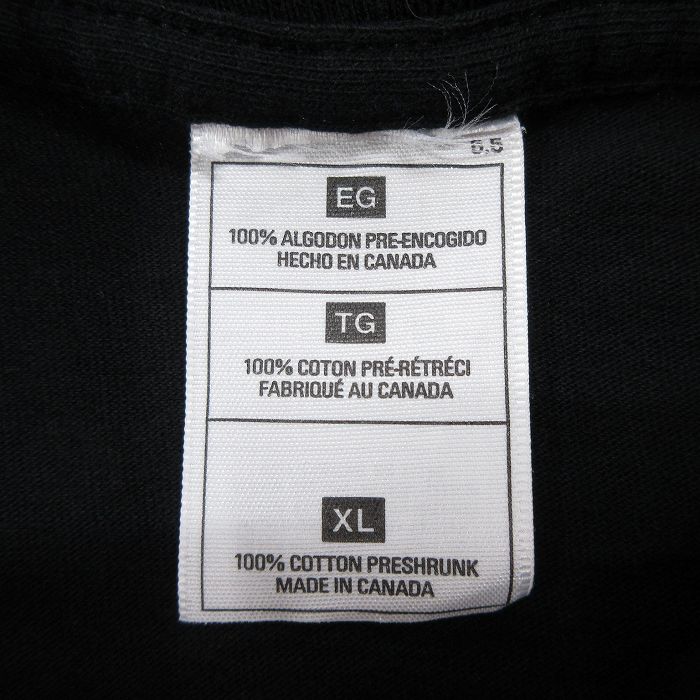 6.5
EG
100% ALGODON PRE-ENCOGIDO
HECHO EN CANADA
TG
100% COTON PRÉ-RÉTRÉCI
FABRIQUÉ AU CANADA
XL
100% COTTON PRESHRUNK
MADE IN CANADA